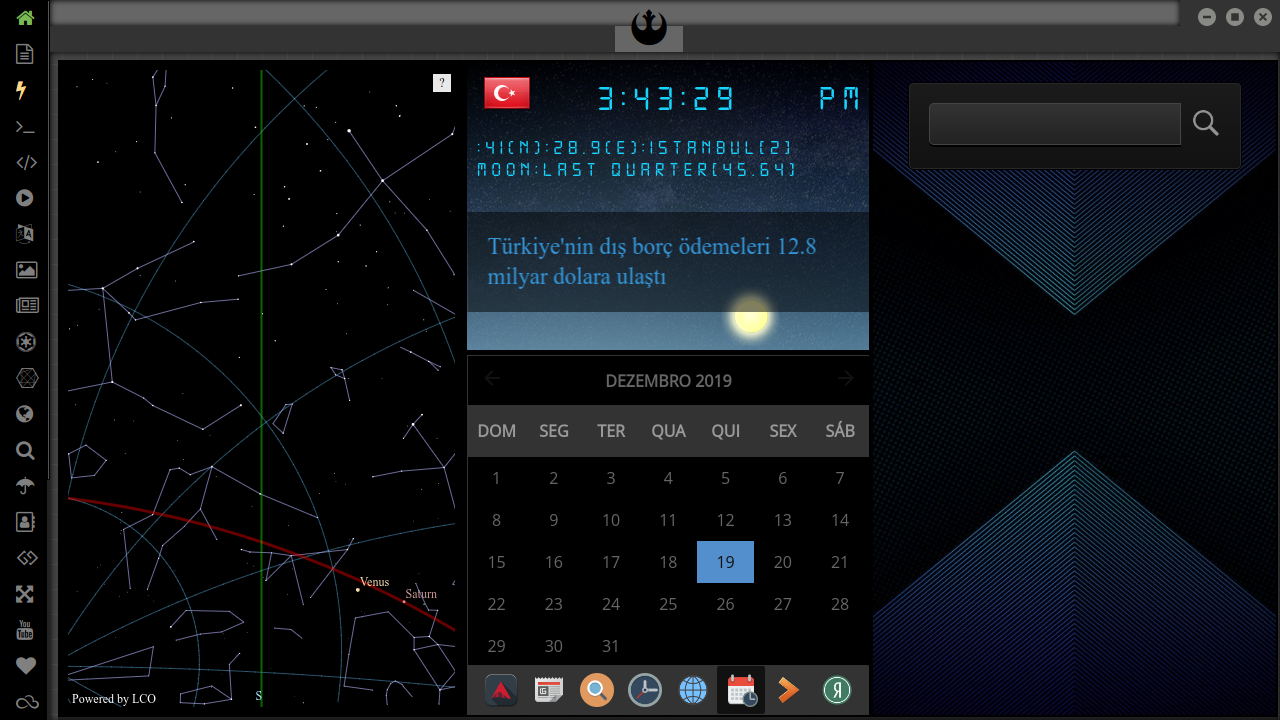 ?
3:43:29 PM
:41(N):28.9(E):ISTANBUL(2)
MOON:LAST QUARTER(45.64)
Türkiye'nin dış borç ödemeleri 12.8
milyar dolara ulaştı
DEZEMBRO 2019
DOM SEG TER QUA QUI SEX SÁB
1 2 3 4 5 6 7
8 9 10 11 12 13 14
15 16 17 18 19 20 21
22 23 24 25 26 27 28
29 30 31
Venus
Saturn
S
Powered by LCO
You
Tube
Я